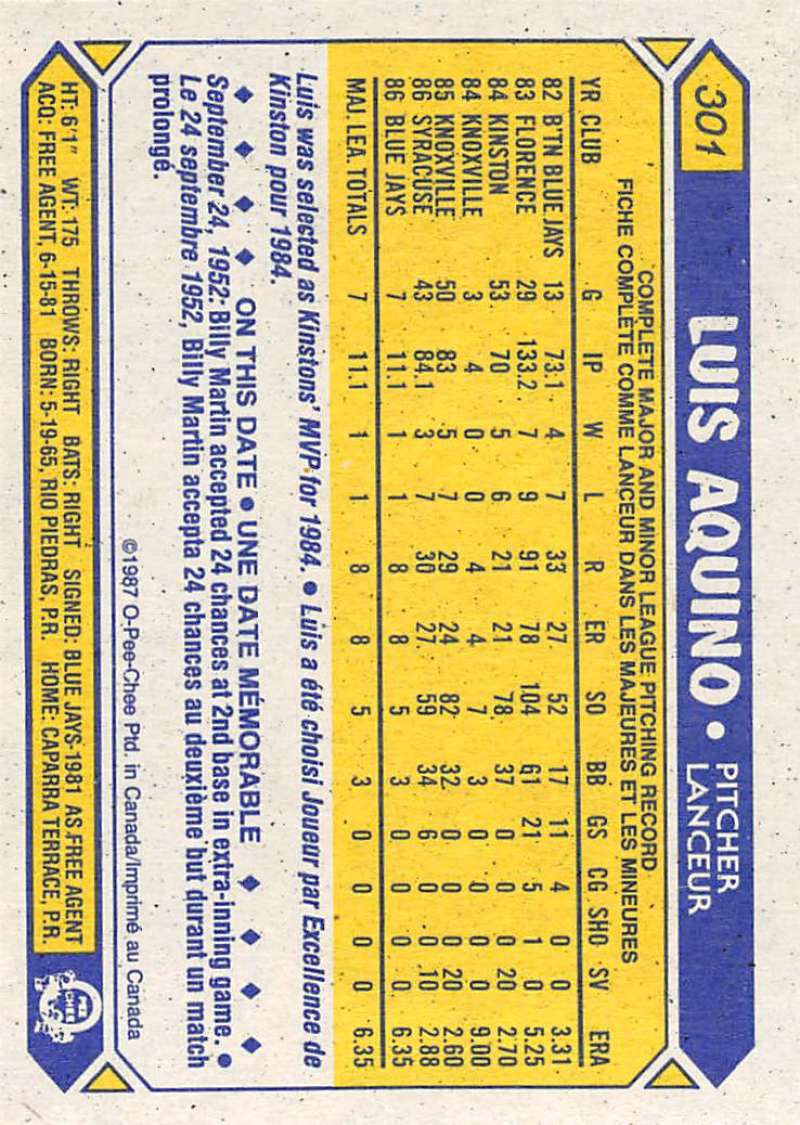 301
LUIS AQUINO • PITCHER
LANCEUR
COMPLETE MAJOR AND MINOR LEAGUE PITCHING RECORD
FICHE COMPLÈTE COMME LANCEUR DANS LES MAJEURES ET LES MINEURES
YR CLUB G IP W L R ER SO BB GS CG SHO SV ERA
82 B'TN BLUE JAYS 13 73.1 4 7 33 27 52 17 11 4 0 0 3.31
83 FLORENCE 29 133.2 7 9 91 78 104 61 21 5 1 0 5.25
84 KINSTON 53 70 5 6 21 21 78 37 0 0 0 20 2.70
84 KNOXVILLE 3 4 0 0 4 4 7 3 0 0 0 0 9.00
85 KNOXVILLE 50 83 5 7 29 24 82 32 0 0 0 20 2.60
86 SYRACUSE 43 84.1 3 7 30 27 59 34 6 0 0 10 2.88
86 BLUE JAYS 7 11.1 1 1 8 8 5 3 0 0 0 0 6.35
MAJ. LEA. TOTALS 7 11.1 1 1 8 8 5 3 0 0 0 0 6.35
Luis was selected as Kinstons' MVP for 1984. • Luis a été choisi Joueur par Excellence de
Kinston pour 1984.
ON THIS DATE • UNE DATE MÉMORABLE
September 24, 1952: Billy Martin accepted 24 chances at 2nd base in extra-inning game. •
Le 24 septembre 1952, Billy Martin accepta 24 chances au deuxième but durant un match
prolongé.
©1987 O-Pee-Chee Ptd. in Canada/Imprimé au Canada
HT: 6'1" WT: 175 THROWS: RIGHT BATS: RIGHT SIGNED: BLUE JAYS-1981 AS FREE AGENT
ACQ: FREE AGENT, 6-15-81 BORN: 5-19-65, RIO PIEDRAS, P.R. HOME: CAPARRA TERRACE, P.R.